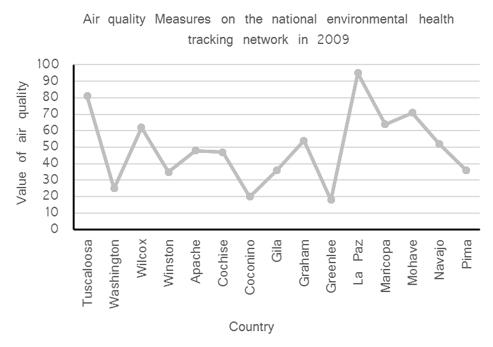 Air quality Measures on the national environmental health
tracking network in 2009
Value of air quality
100
90
80
70
60
50
40
30
20
10
0
Tuscaloosa
Washington
Wilcox
Winston
Apache
Cochise
Coconino
Gila
Graham
Greenlee
La Paz
Maricopa
Mohave
Navajo
Pima
Country